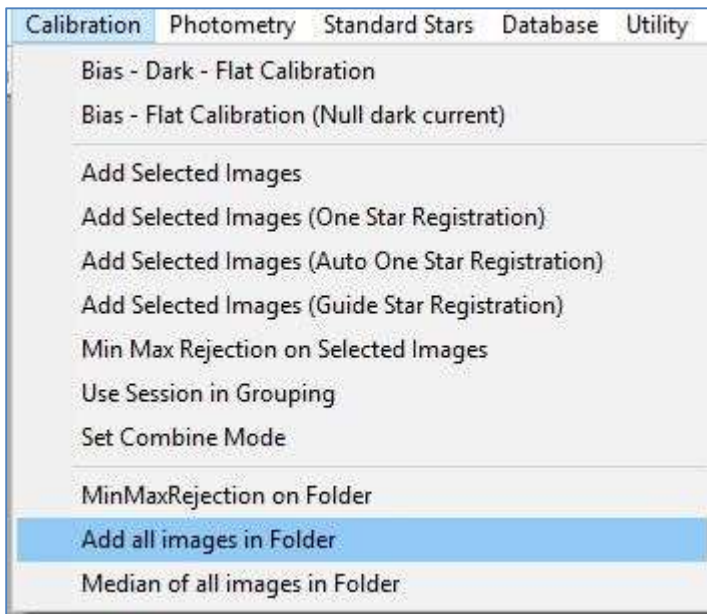 Calibration Photometry Standard Stars Database Utility
Bias - Dark - Flat Calibration
Bias - Flat Calibration (Null dark current)
Add Selected Images
Add Selected Images (One Star Registration)
Add Selected Images (Auto One Star Registration)
Add Selected Images (Guide Star Registration)
Min Max Rejection on Selected Images
Use Session in Grouping
Set Combine Mode
MinMaxRejection on Folder
Add all images in Folder
Median of all images in Folder